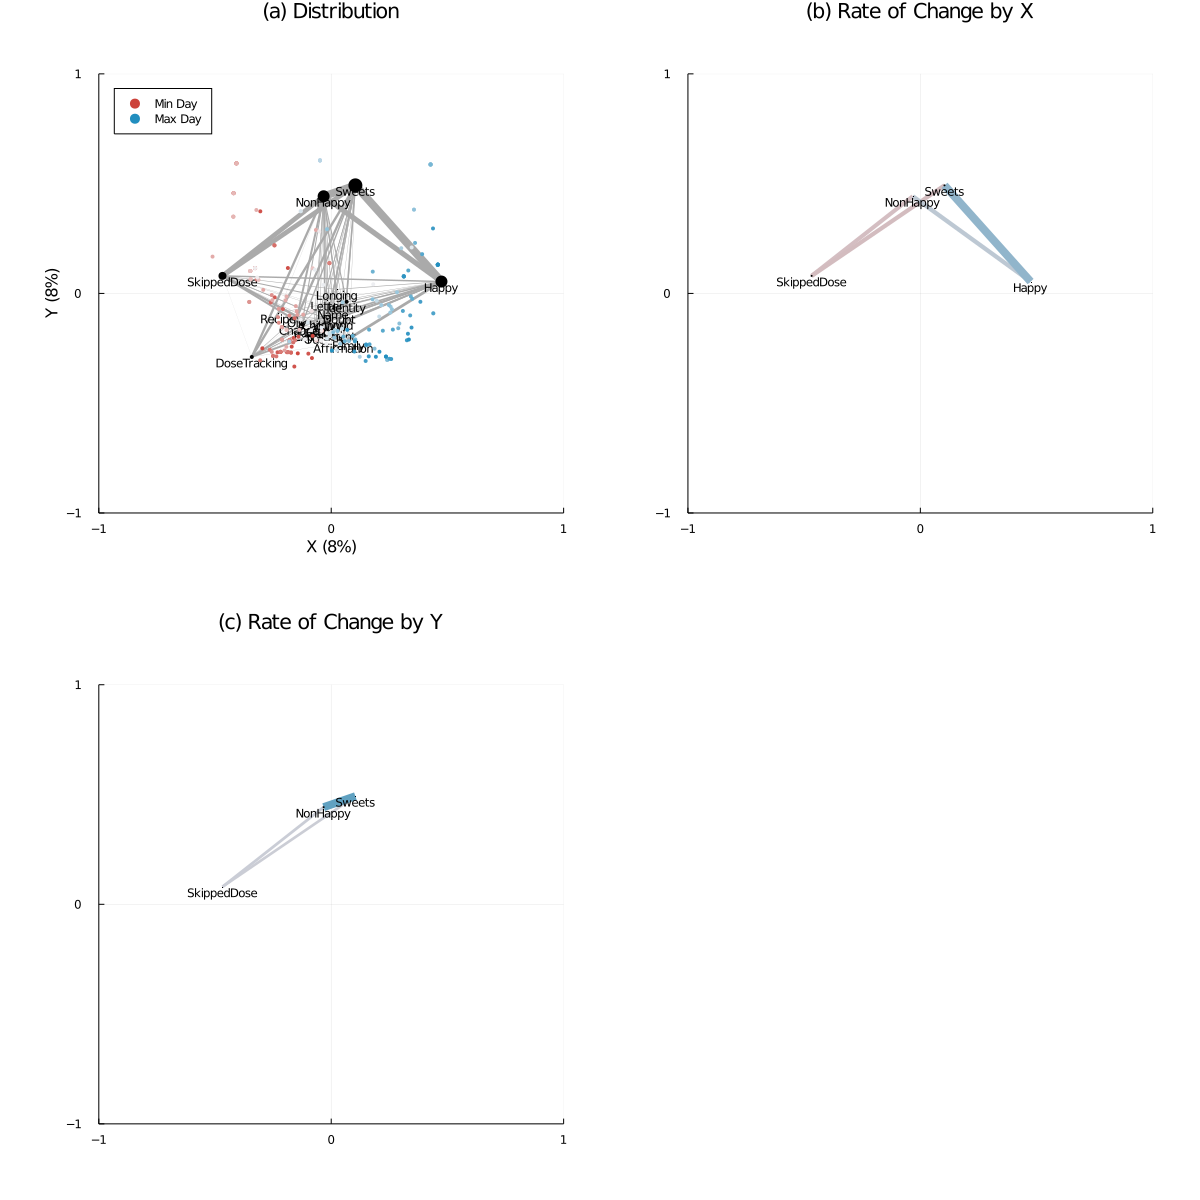 (a) Distribution
(b) Rate of Change by X
1
Min Day
Max Day
Sweets
NonHappy
SkippedDose
Happy
Longing
Identity
Name
Family
Affirmation
DoseTracking
Y (8%)
0
−1
−1
0
1
X (8%)
1
Sweets
NonHappy
SkippedDose
Happy
0
−1
−1
0
1
(c) Rate of Change by Y
1
Sweets
NonHappy
SkippedDose
0
−1
−1
0
1